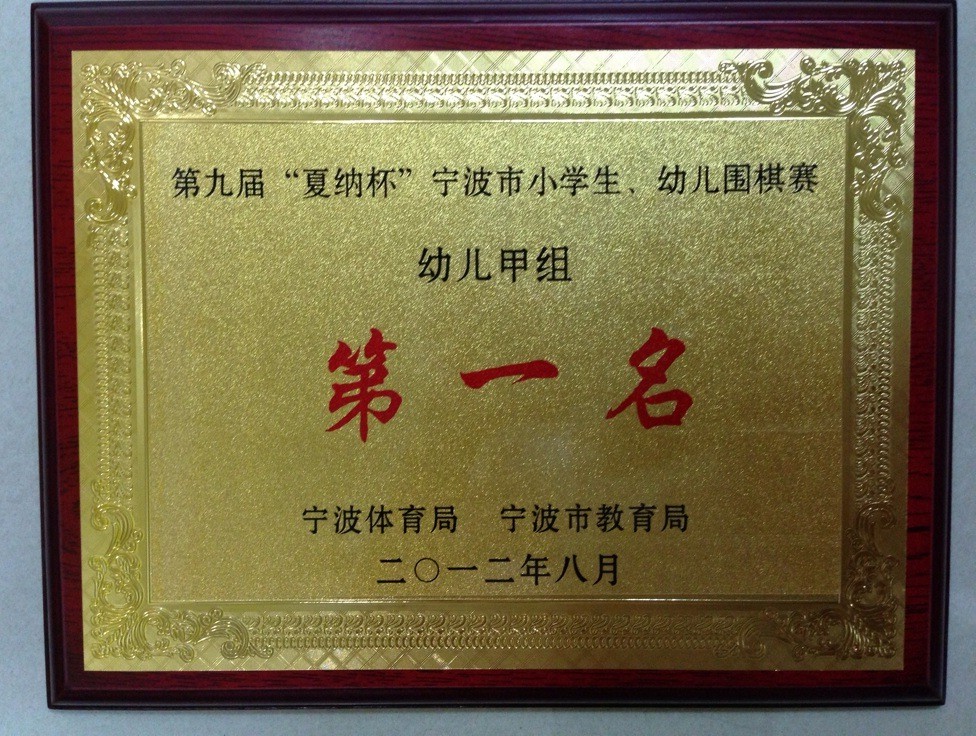 第九届“夏纳杯”宁波市小学生、幼儿围棋赛
幼儿甲组
第一名
宁波体育局 宁波市教育局
二〇一二年八月